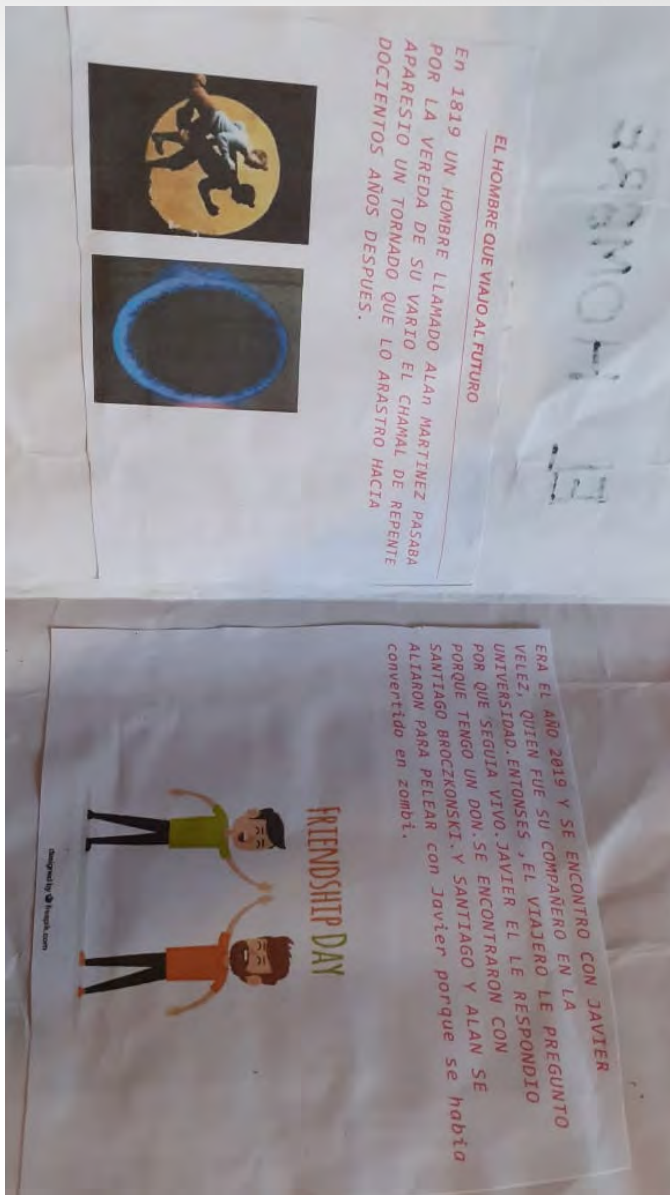 EL HOMBRE
EL HOMBRE QUE VIAJO AL FUTURO
En 1819 UN HOMBRE LLAMADO ALAn MARTINEZ PASABA
POR LA VEREDA DE SU VARIO EL CHAMAL DE REPENTE
APARESIO UN TORNADO QUE LO ARASTRO HACIA
DOCIENTOS AÑOS DESPUES.
ERA EL AÑO 2019 Y SE ENCONTRO CON JAVIER
VELEZ, QUIEN FUE SU COMPAÑERO EN LA
UNIVERSIDAD.ENTONSES ,EL VIAJERO LE PREGUNTO
POR QUE SEGUIA VIVO.JAVIER EL LE RESPONDIO
PORQUE TENGO UN DON.SE ENCONTRARON CON
SANTIAGO BROCZKONSKI.Y SANTIAGO Y ALAN SE
ALIARON PARA PELEAR con Javier porque se había
convertido en zombi.
FRIENDSHIP DAY
designed by freepik.com